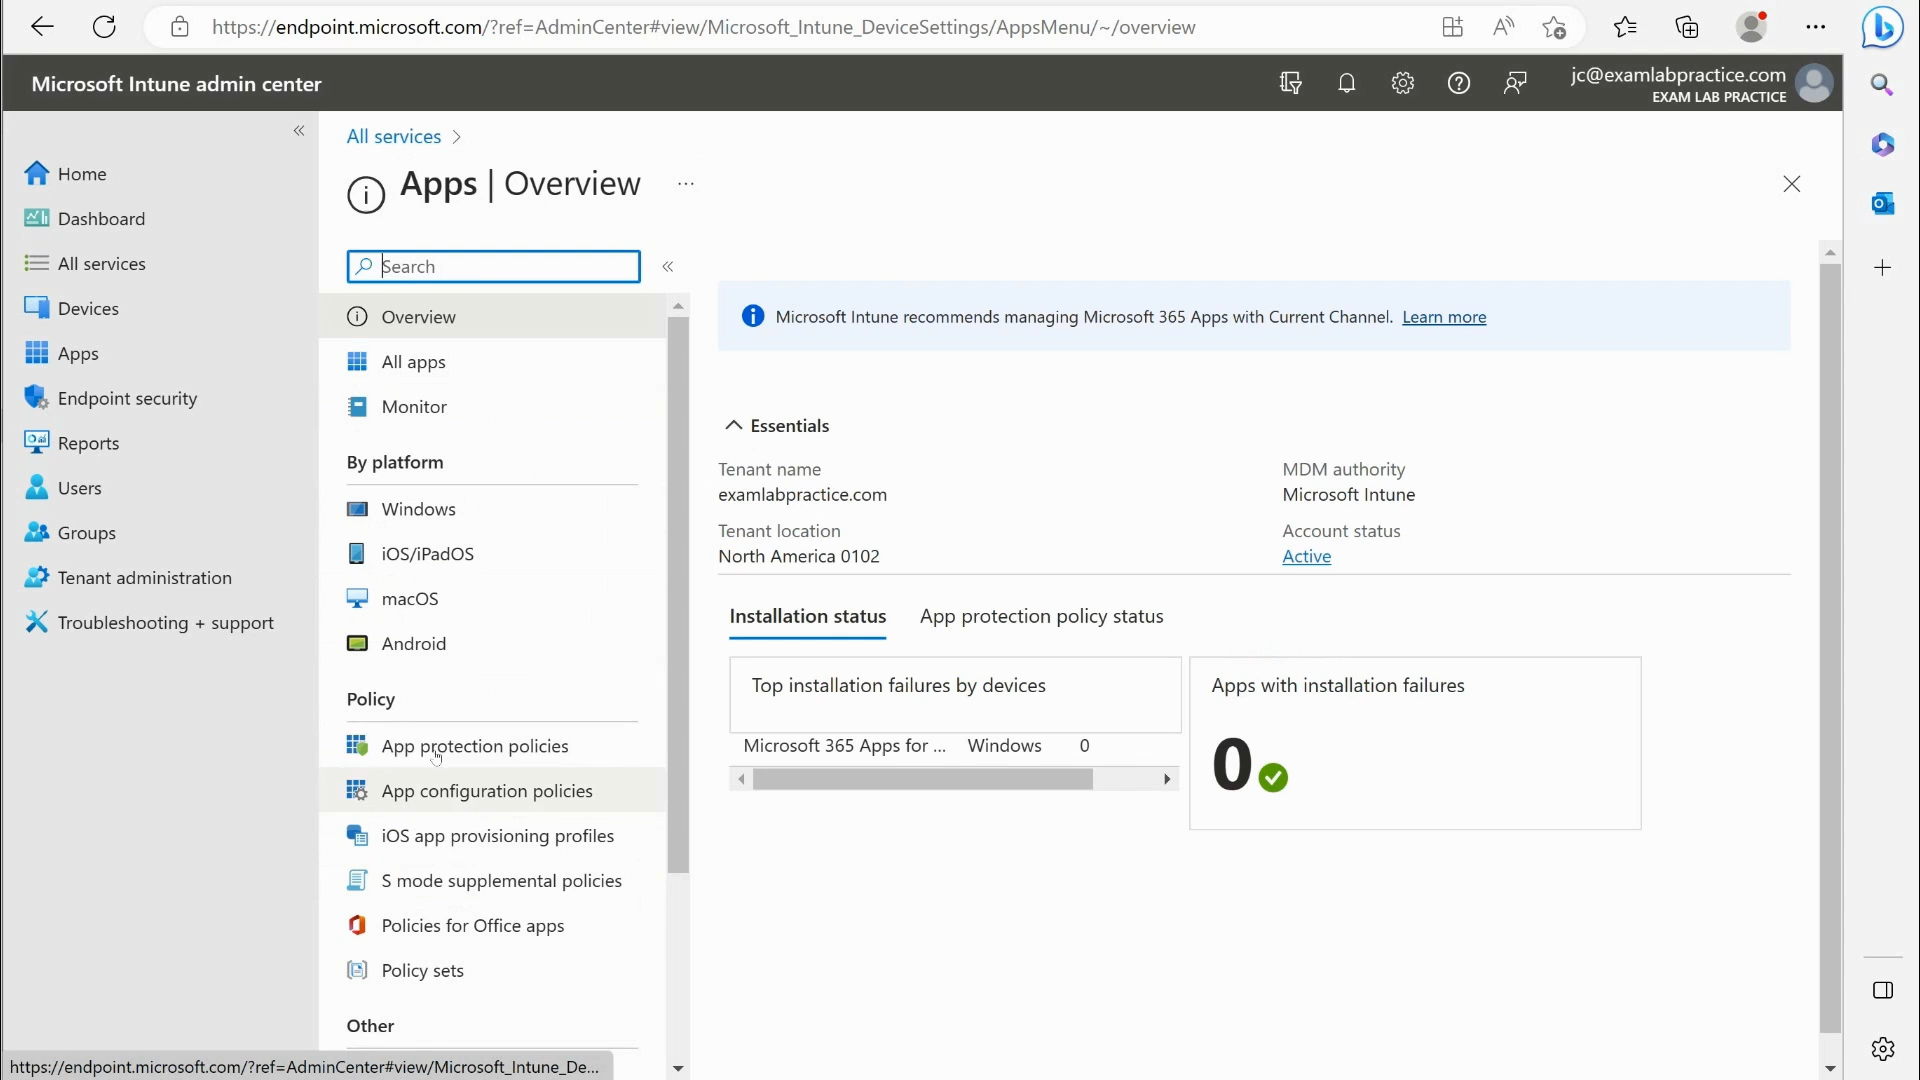 https://endpoint.microsoft.com/?ref=AdminCenter#view/Microsoft_Intune_DeviceSettings/AppsMenu/~/overview
Microsoft Intune admin center
jc@examlabpractice.com
EXAM LAB PRACTICE
Home
Dashboard
All services
Devices
Apps
Endpoint security
Reports
Users
Groups
Tenant administration
Troubleshooting + support
All services
Apps | Overview
Search
Overview
All apps
Monitor
By platform
Windows
iOS/iPadOS
macOS
Android
Policy
App protection policies
App configuration policies
iOS app provisioning profiles
S mode supplemental policies
Policies for Office apps
Policy sets
Other
Microsoft Intune recommends managing Microsoft 365 Apps with Current Channel. Learn more
Essentials
Tenant name
examlabpractice.com
Tenant location
North America 0102
MDM authority
Microsoft Intune
Account status
Active
Installation status App protection policy status
Top installation failures by devices
Microsoft 365 Apps for ... Windows 0
Apps with installation failures
0
https://endpoint.microsoft.com/?ref=AdminCenter#view/Microsoft_Intune_De...